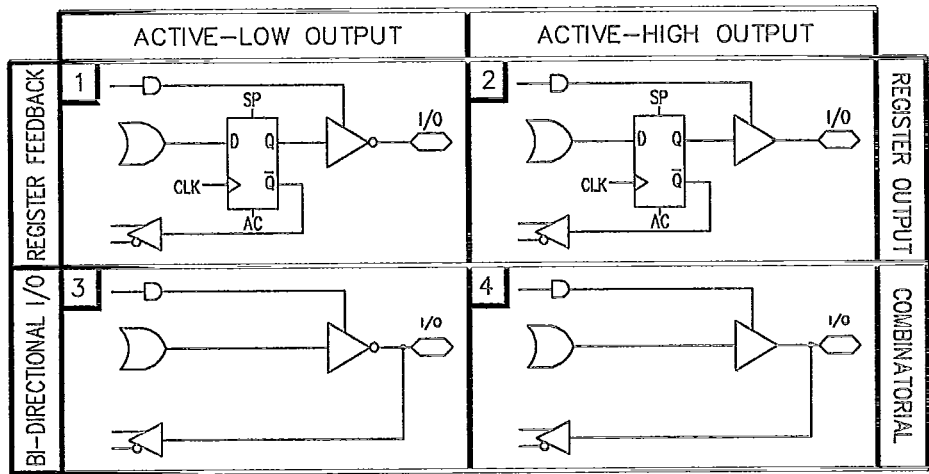 ACTIVE-LOW OUTPUT
ACTIVE-HIGH OUTPUT
REGISTER FEEDBACK
1
SP
D
Q
Q̅
CLK
AC
I/O
2
SP
D
Q
Q̅
CLK
AC
I/O
REGISTER OUTPUT
BI-DIRECTIONAL I/O
3
I/O
4
I/O
COMBINATORIAL